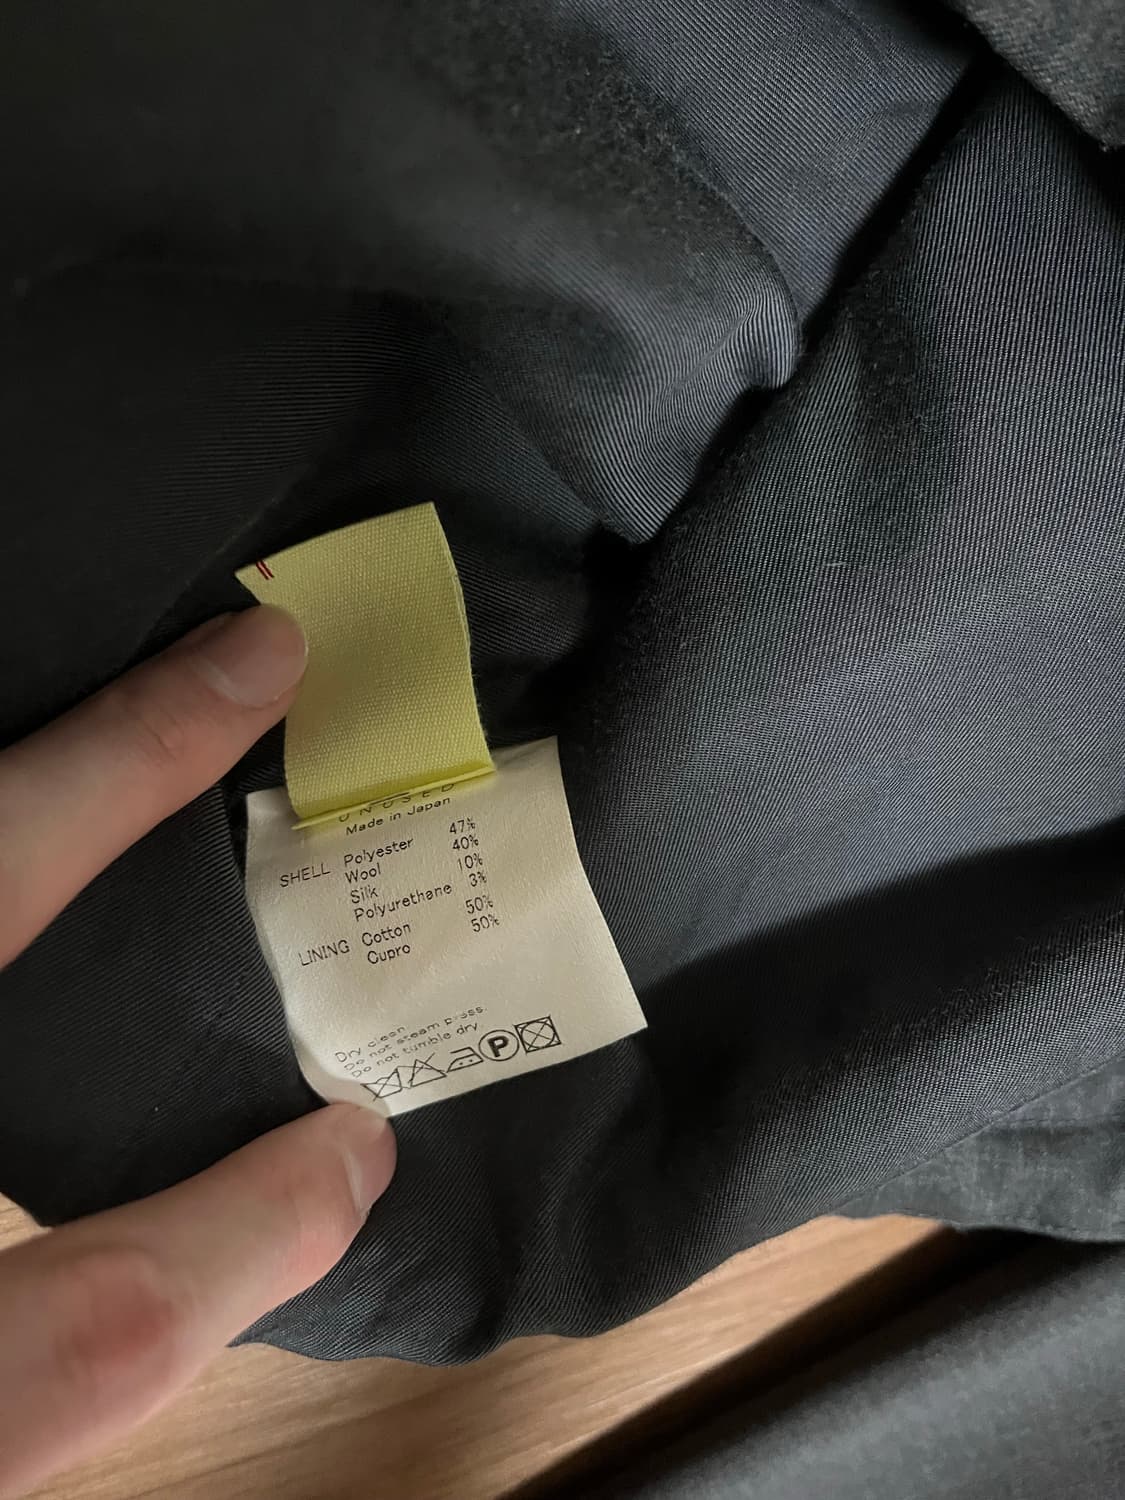 UNUSED
Made in Japan
SHELL Polyester 47%
Wool 40%
Silk 10%
Polyurethane 3%
LINING Cotton 50%
Cupro 50%
Dry clean
Do not steam press.
Do not tumble dry
P